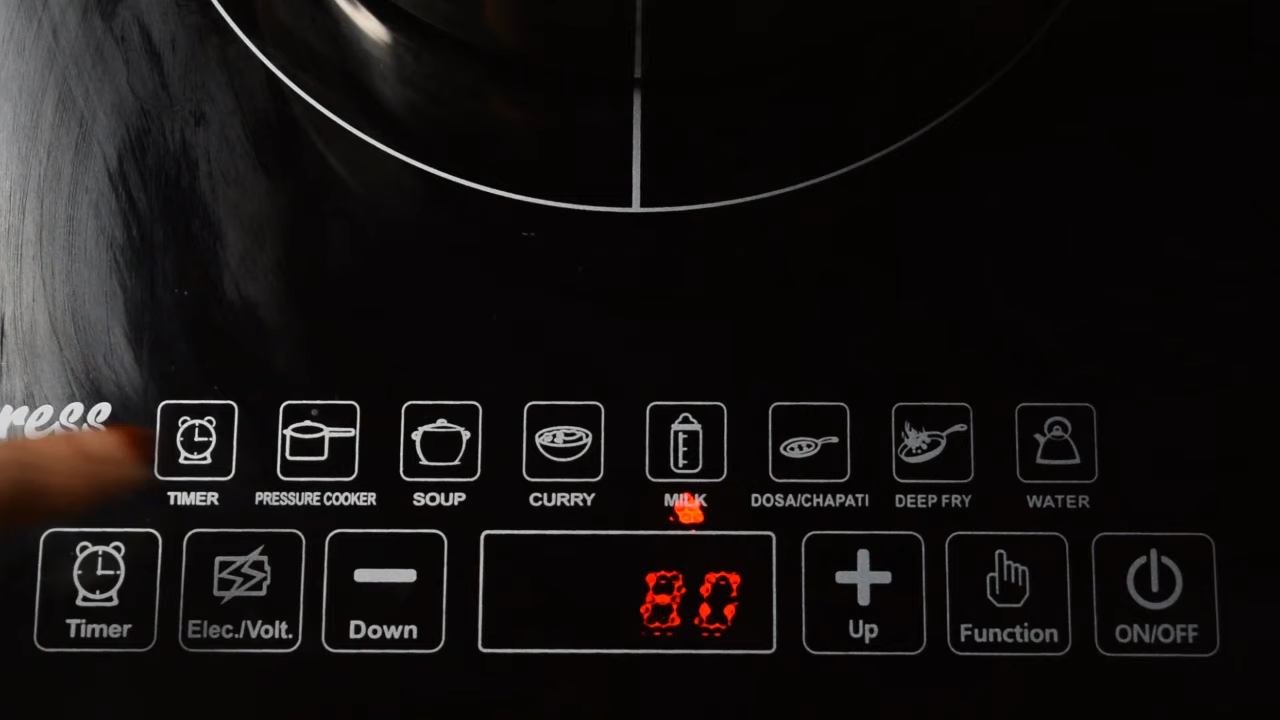 ress
TIMER PRESSURE COOKER SOUP CURRY MILK DOSA/CHAPATI DEEP FRY WATER
80
Timer Elec./Volt. Down Up Function ON/OFF